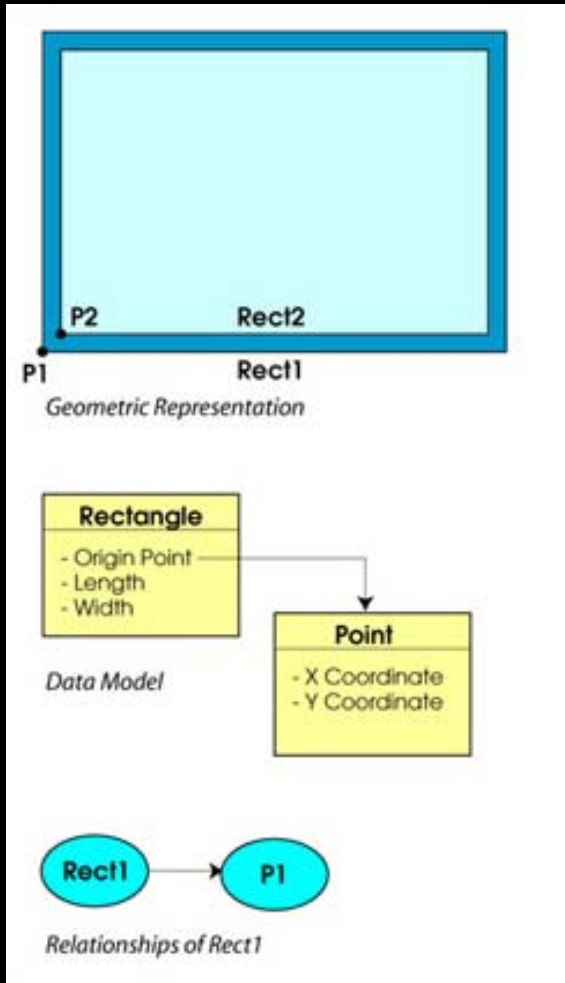 P2
Rect2
P1
Rect1
Geometric Representation
Rectangle
- Origin Point
- Length
- Width
Point
- X Coordinate
- Y Coordinate
Data Model
Rect1
P1
Relationships of Rect1